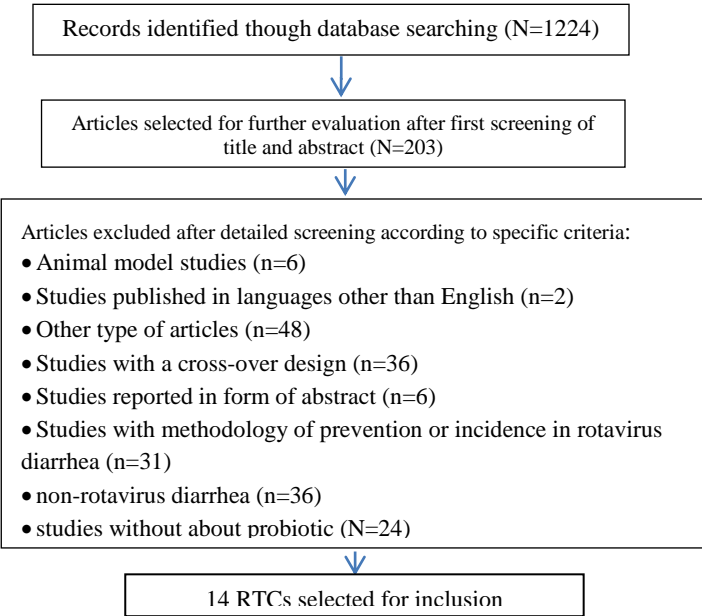 Records identified though database searching (N=1224)
Articles selected for further evaluation after first screening of
title and abstract (N=203)
Articles excluded after detailed screening according to specific criteria:
• Animal model studies (n=6)
• Studies published in languages other than English (n=2)
• Other type of articles (n=48)
• Studies with a cross-over design (n=36)
• Studies reported in form of abstract (n=6)
• Studies with methodology of prevention or incidence in rotavirus
diarrhea (n=31)
• non-rotavirus diarrhea (n=36)
• studies without about probiotic (N=24)
14 RTCs selected for inclusion